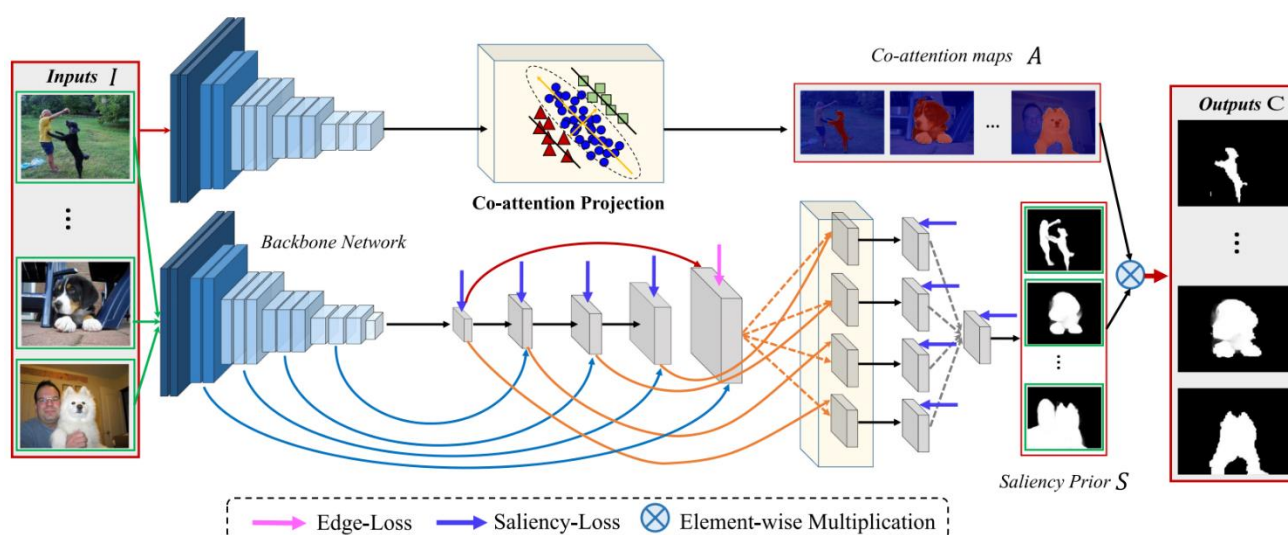 Inputs I
Co-attention maps A
Outputs C
...
Co-attention Projection
Backbone Network
Saliency Prior S
Edge-Loss
Saliency-Loss
Element-wise Multiplication